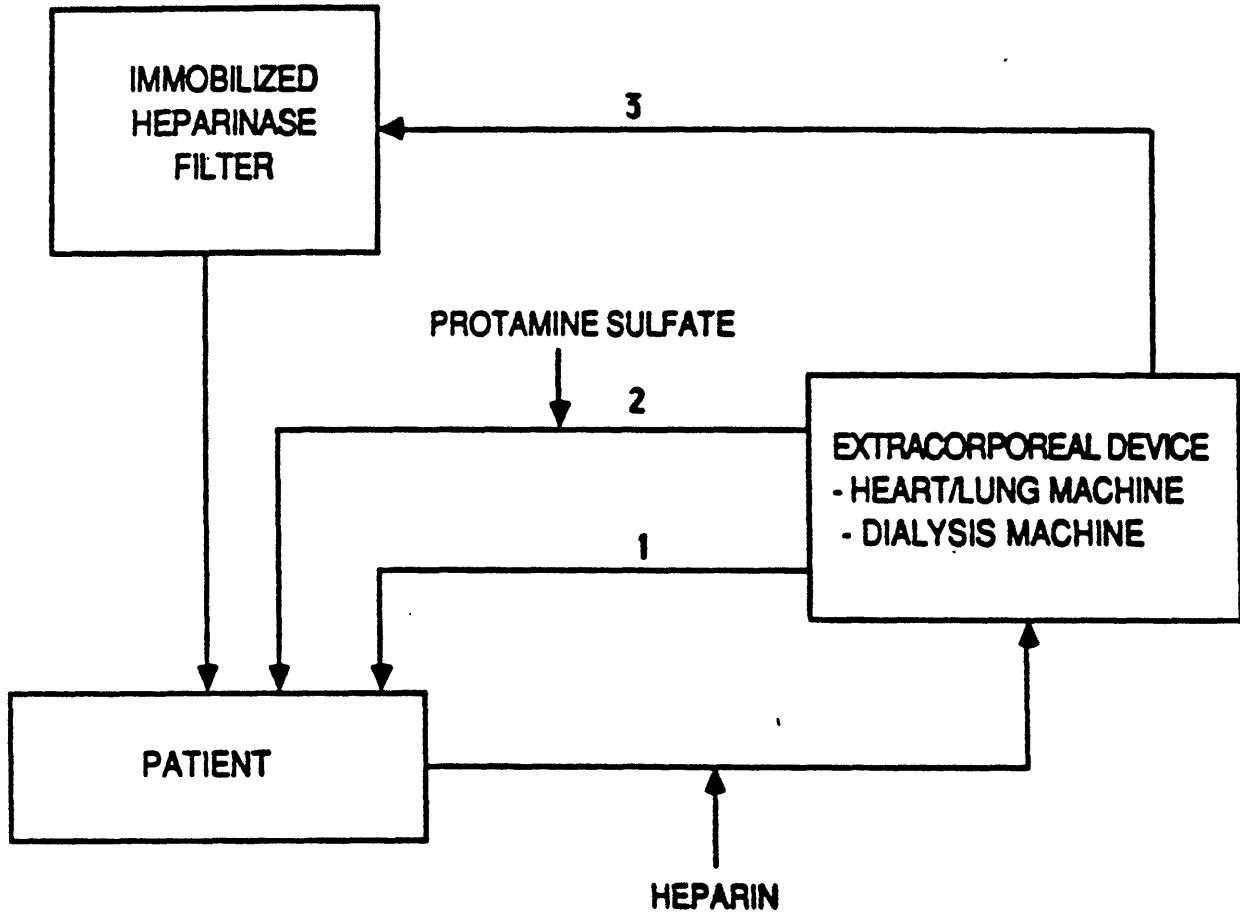 IMMOBILIZED
HEPARINASE
FILTER
3
PROTAMINE SULFATE
2
EXTRACORPOREAL DEVICE
- HEART/LUNG MACHINE
- DIALYSIS MACHINE
1
PATIENT
HEPARIN